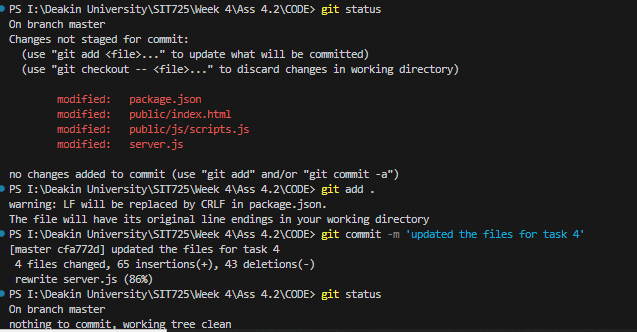 PS I:\Deakin University\SIT725\Week 4\Ass 4.2\CODE> git status
On branch master
Changes not staged for commit:
  (use "git add <file>..." to update what will be committed)
  (use "git checkout -- <file>..." to discard changes in working directory)
        modified:   package.json
        modified:   public/index.html
        modified:   public/js/scripts.js
        modified:   server.js
no changes added to commit (use "git add" and/or "git commit -a")
PS I:\Deakin University\SIT725\Week 4\Ass 4.2\CODE> git add .
warning: LF will be replaced by CRLF in package.json.
The file will have its original line endings in your working directory
PS I:\Deakin University\SIT725\Week 4\Ass 4.2\CODE> git commit -m 'updated the files for task 4'
[master cfa772d] updated the files for task 4
 4 files changed, 65 insertions(+), 43 deletions(-)
 rewrite server.js (86%)
PS I:\Deakin University\SIT725\Week 4\Ass 4.2\CODE> git status
On branch master
nothing to commit, working tree clean